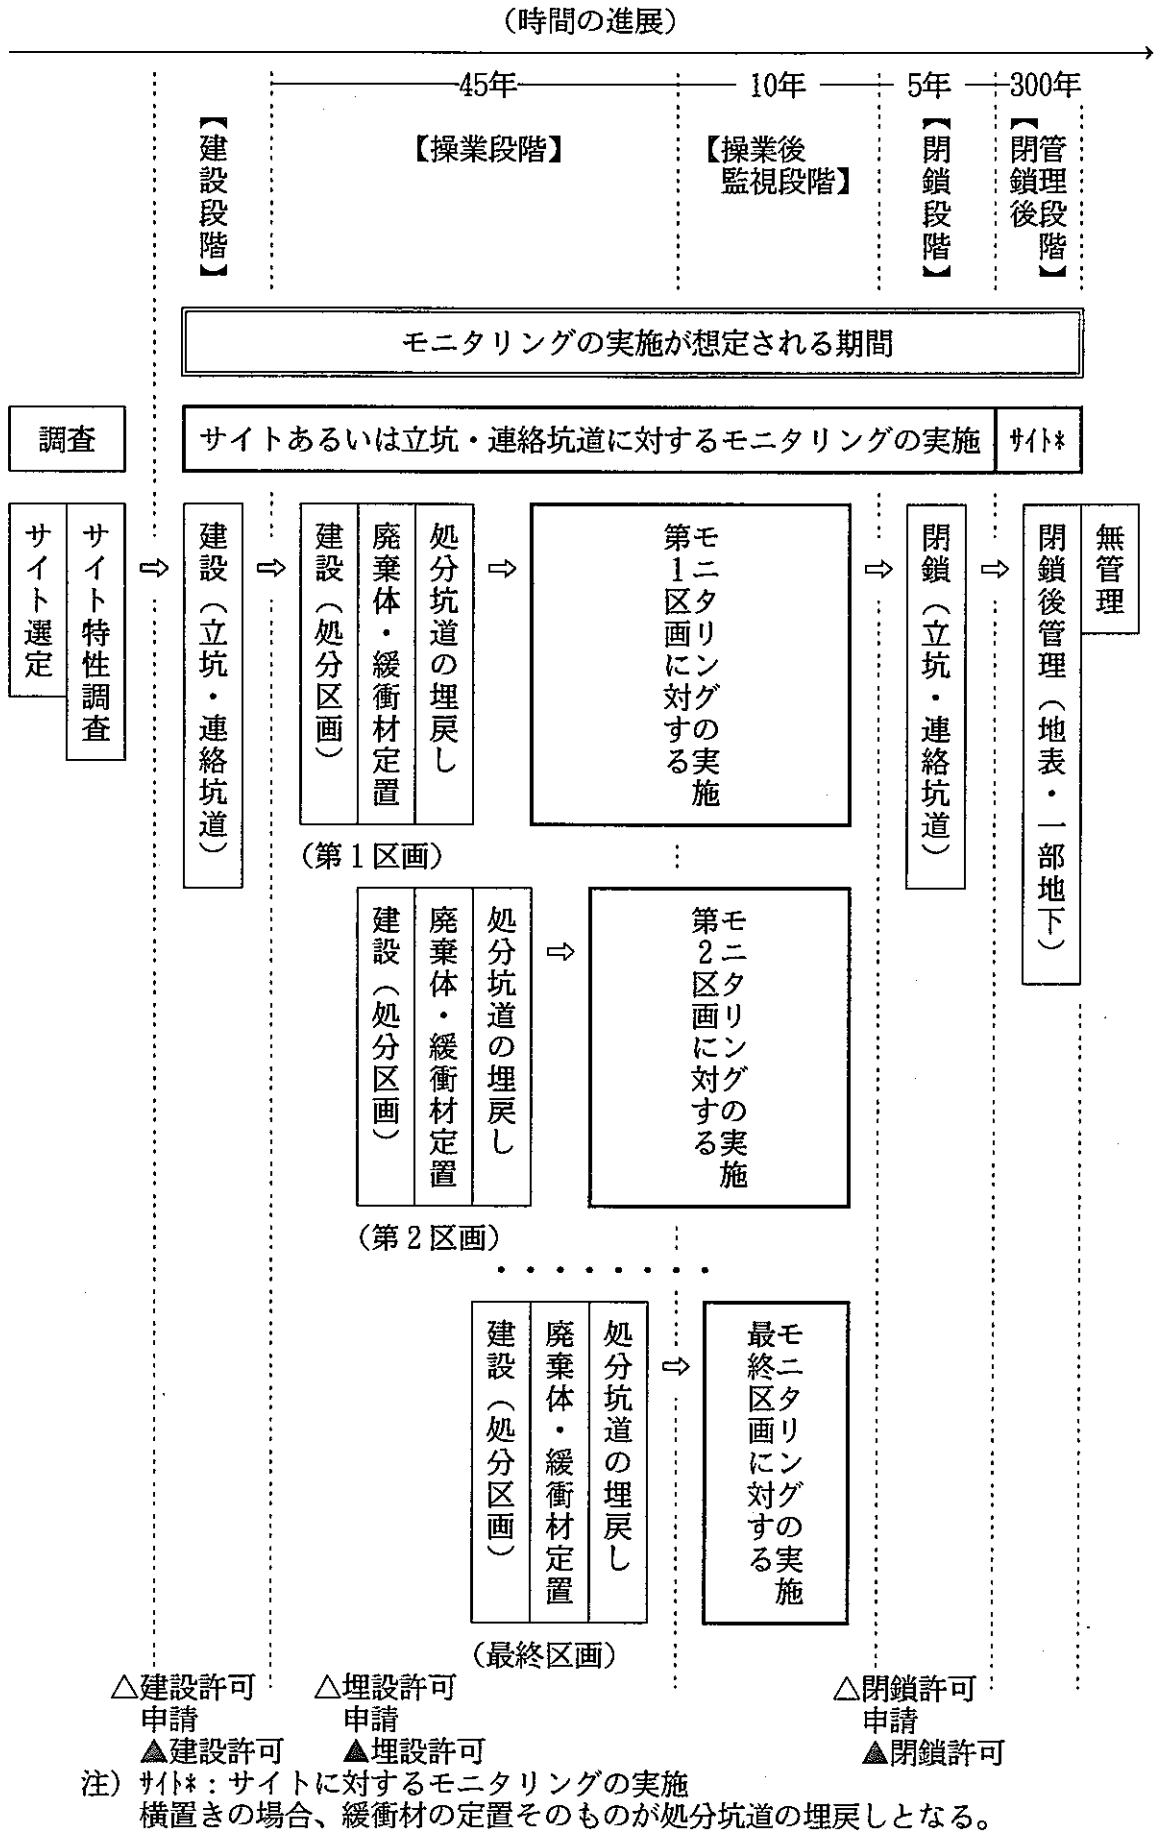 （時間の進展）
45年
10年
5年
300年
【建設段階】
【操業段階】
【操業後
監視段階】
【閉鎖段階】
【閉鎖後
管理段階】
モニタリングの実施が想定される期間
調査
サイトあるいは立坑・連絡坑道に対するモニタリングの実施
ｻｲﾄ*
サイト選定
サイト特性調査
⇨
建設（立坑・連絡坑道）
⇨
建設（処分区画）
廃棄体・緩衝材定置
処分坑道の埋戻し
⇨
第１区画に対する
モニタリングの実施
⇨
閉鎖（立坑・連絡坑道）
⇨
閉鎖後管理（地表・一部地下）
無管理
（第１区画）
建設（処分区画）
廃棄体・緩衝材定置
処分坑道の埋戻し
⇨
第２区画に対する
モニタリングの実施
（第２区画）
・・・・・・・・
建設（処分区画）
廃棄体・緩衝材定置
処分坑道の埋戻し
⇨
最終区画に対する
モニタリングの実施
（最終区画）
△建設許可
申請
▲建設許可
△埋設許可
申請
▲埋設許可
△閉鎖許可
申請
▲閉鎖許可
注）ｻｲﾄ*：サイトに対するモニタリングの実施
横置きの場合、緩衝材の定置そのものが処分坑道の埋戻しとなる。